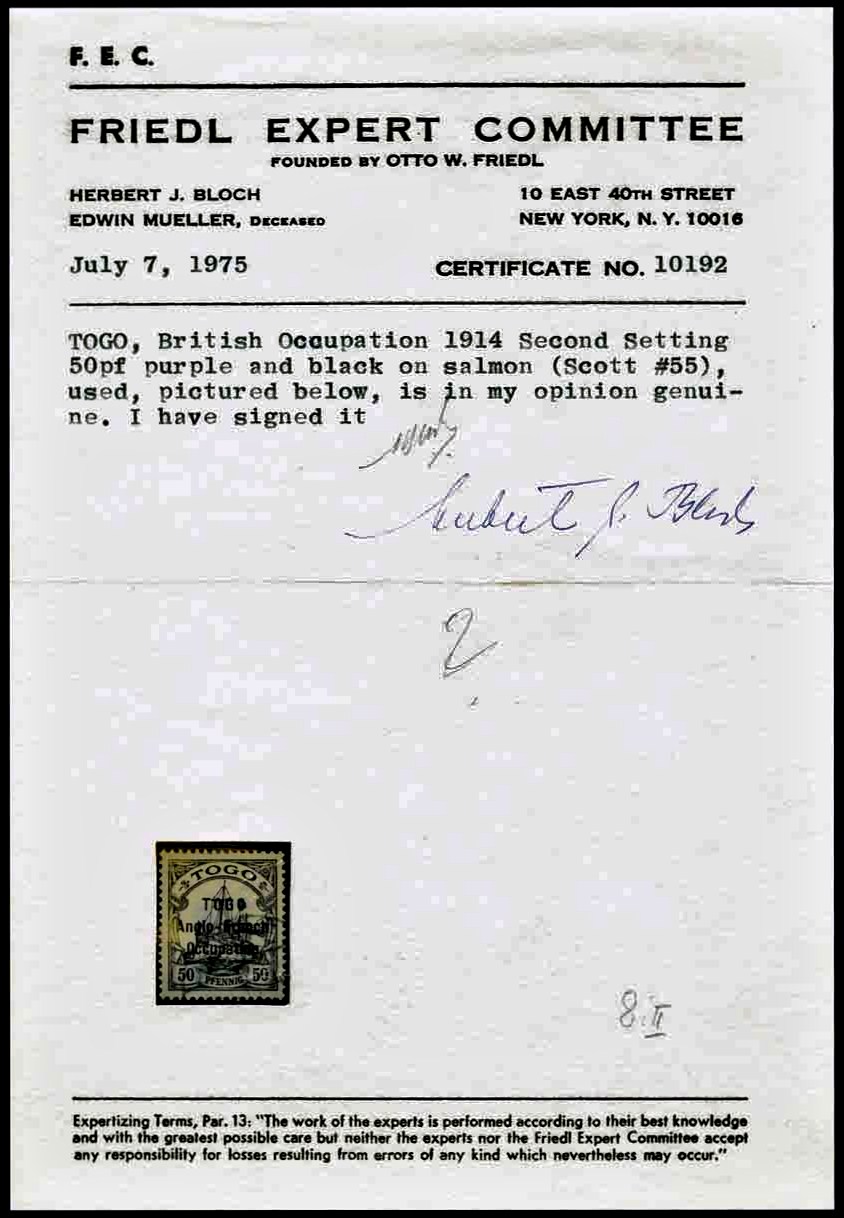 F. E. C.
FRIEDL EXPERT COMMITTEE
FOUNDED BY OTTO W. FRIEDL
HERBERT J. BLOCH
EDWIN MUELLER, DECEASED
10 EAST 40TH STREET
NEW YORK, N. Y. 10016
July 7, 1975
CERTIFICATE NO. 10192
TOGO, British Occupation 1914 Second Setting
50pf purple and black on salmon (Scott #55),
used, pictured below, is in my opinion genui-
ne. I have signed it
Herbert J. Bloch
?
TOGO
TOGO
Anglo-French
Occupation
50 PFENNIG 50
8.II
Expertizing Terms, Par. 13: "The work of the experts is performed according to their best knowledge
and with the greatest possible care but neither the experts nor the Friedl Expert Committee accept
any responsibility for losses resulting from errors of any kind which nevertheless may occur."